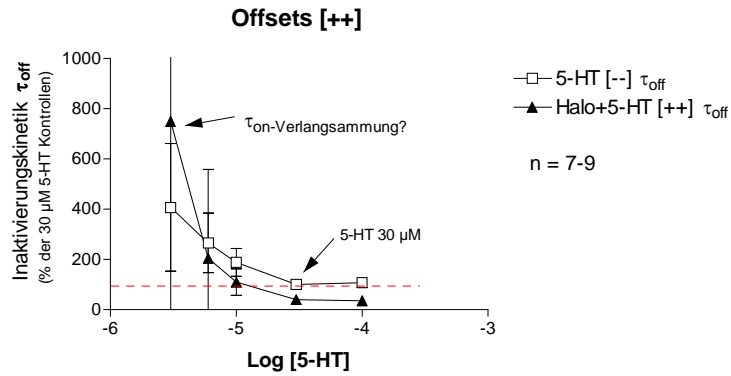 Offsets [++]
Inaktivierungskinetik τoff
(% der 30 µM 5-HT Kontrollen)
1000
800
600
400
200
0
-6
-5
-4
-3
Log [5-HT]
τon-Verlangsammung?
5-HT 30 µM
5-HT [--] τoff
Halo+5-HT [++] τoff
n = 7-9